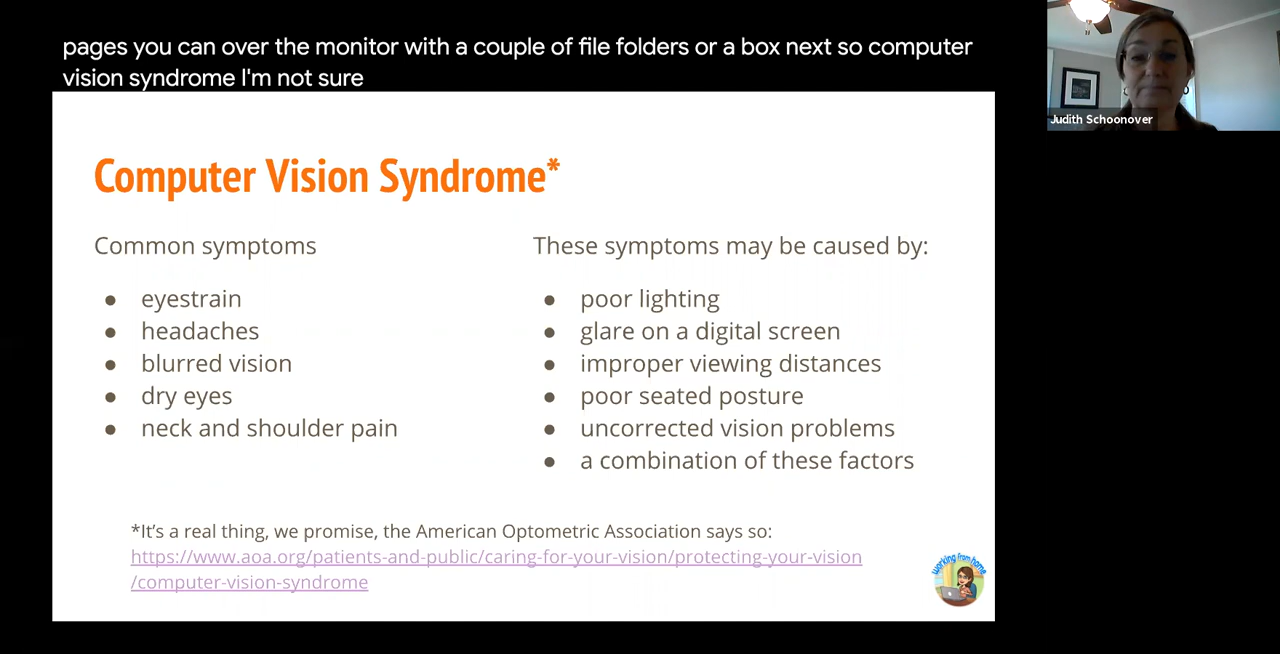 pages you can over the monitor with a couple of file folders or a box next so computer
vision syndrome I'm not sure
Judith Schoonover
Computer Vision Syndrome*
Common symptoms
● eyestrain
● headaches
● blurred vision
● dry eyes
● neck and shoulder pain
These symptoms may be caused by:
● poor lighting
● glare on a digital screen
● improper viewing distances
● poor seated posture
● uncorrected vision problems
● a combination of these factors
*It's a real thing, we promise, the American Optometric Association says so:
https://www.aoa.org/patients-and-public/caring-for-your-vision/protecting-your-vision
/computer-vision-syndrome
working from home